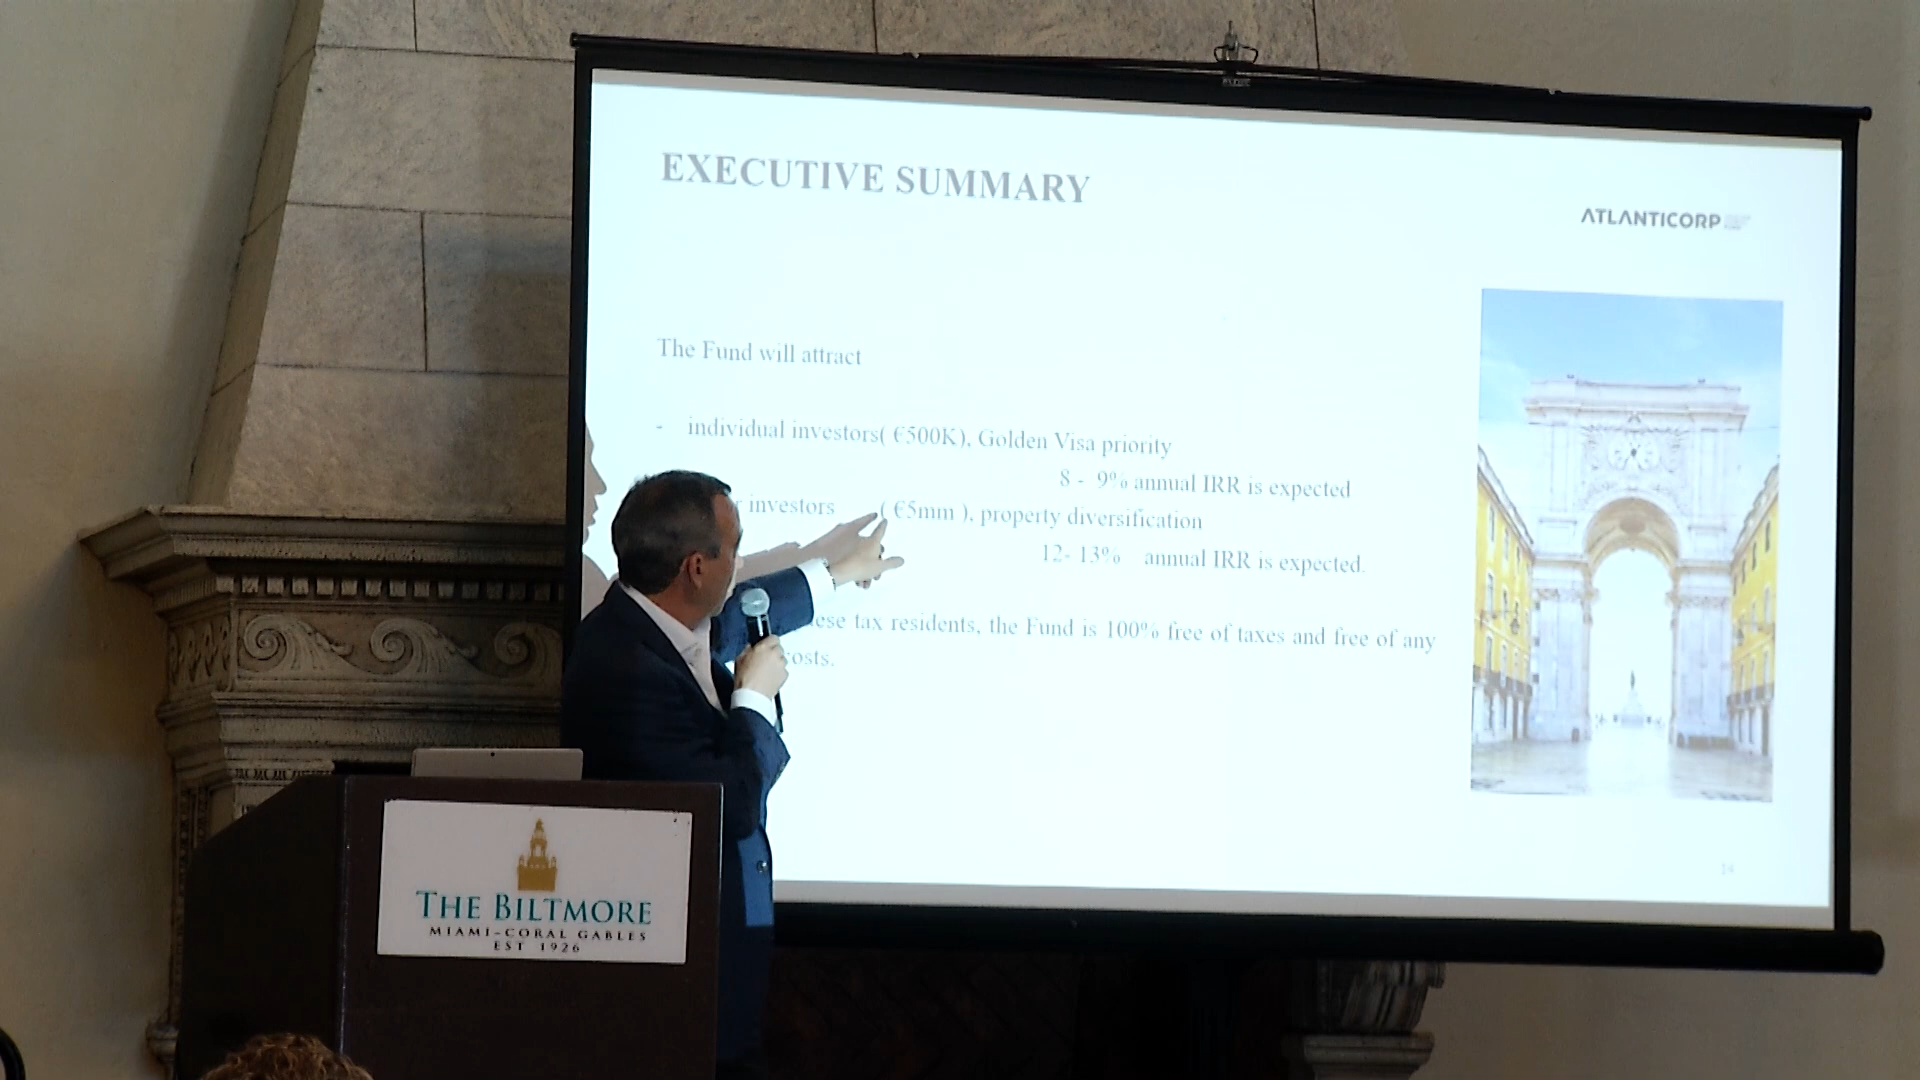 EXECUTIVE SUMMARY
ATLANTICORP
The Fund will attract
- individual investors( €500K), Golden Visa priority
8 - 9% annual IRR is expected
investors ( €5mm ), property diversification
12- 13% annual IRR is expected.
tax residents, the Fund is 100% free of taxes and free of any
costs.
THE BILTMORE
MIAMI-CORAL GABLES
EST 1926